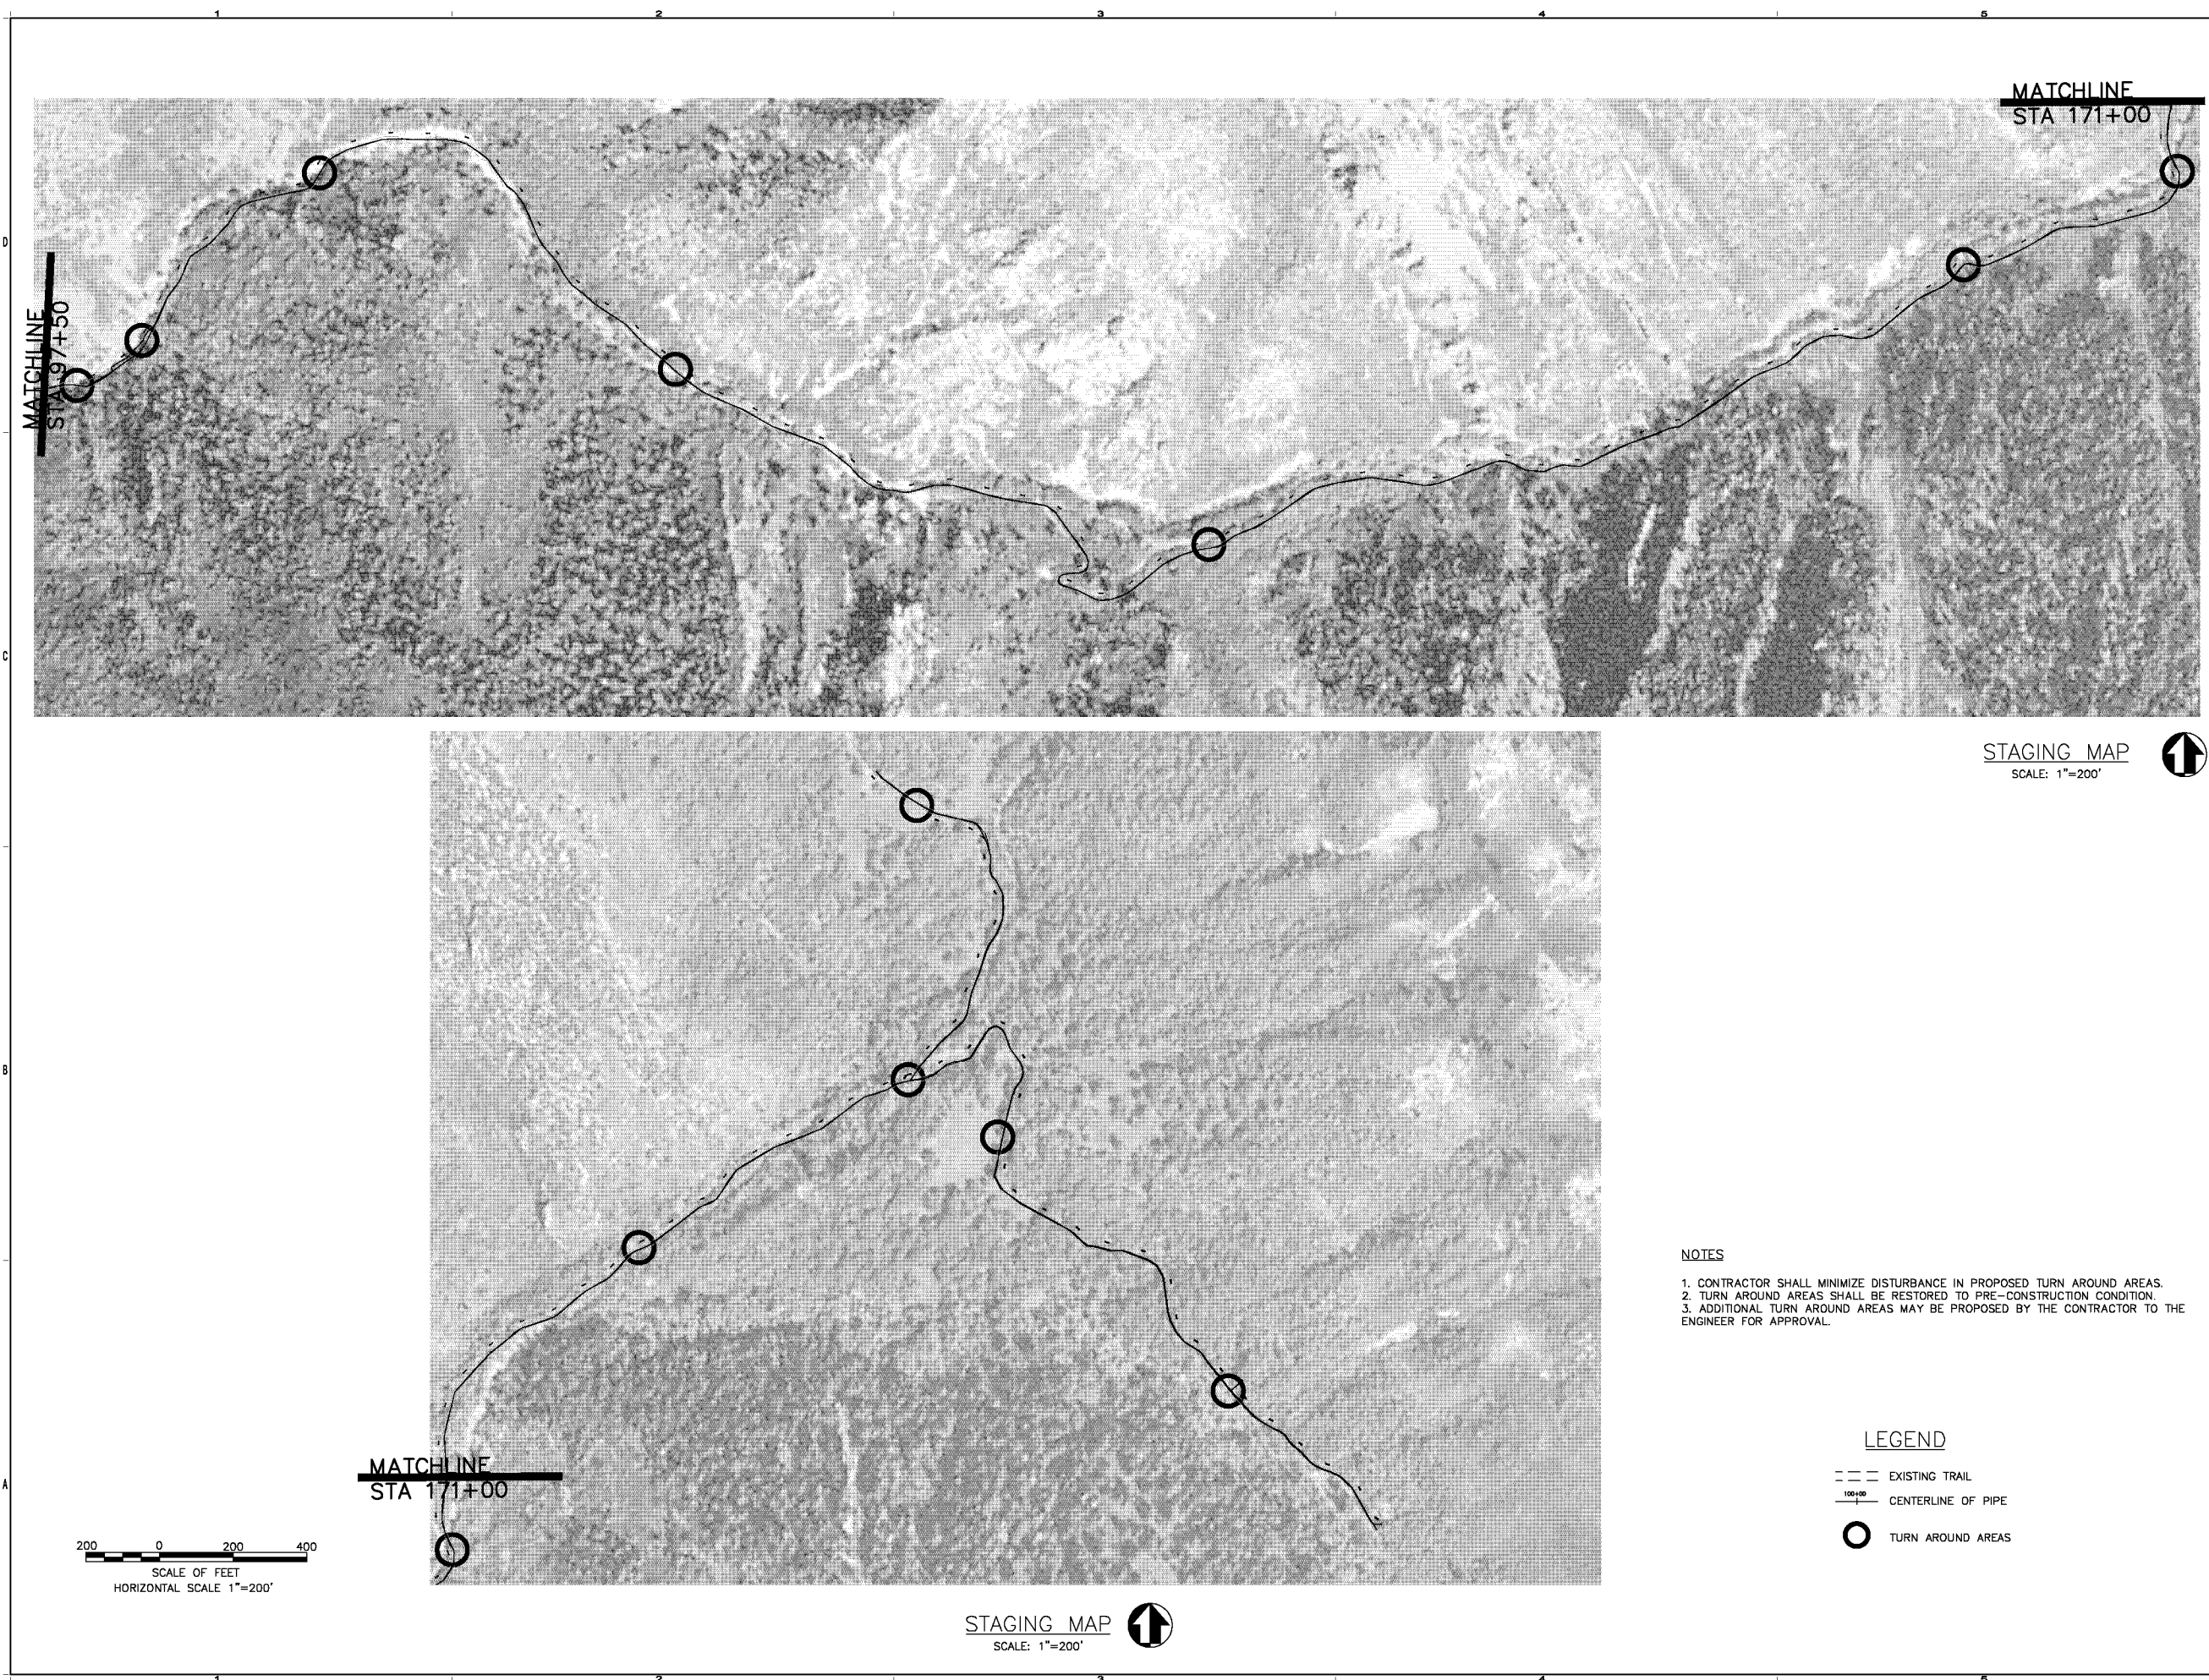 1 2 3 4 5
MATCHLINE
STA 171+00
D
MATCHLINE
STA 97+50
C
STAGING MAP
SCALE: 1"=200'
B
NOTES
1. CONTRACTOR SHALL MINIMIZE DISTURBANCE IN PROPOSED TURN AROUND AREAS.
2. TURN AROUND AREAS SHALL BE RESTORED TO PRE-CONSTRUCTION CONDITION.
3. ADDITIONAL TURN AROUND AREAS MAY BE PROPOSED BY THE CONTRACTOR TO THE
ENGINEER FOR APPROVAL.
LEGEND
EXISTING TRAIL
100+00
CENTERLINE OF PIPE
TURN AROUND AREAS
MATCHLINE
STA 171+00
A
200 0 200 400
SCALE OF FEET
HORIZONTAL SCALE 1"=200'
STAGING MAP
SCALE: 1"=200'
1 2 3 4 5